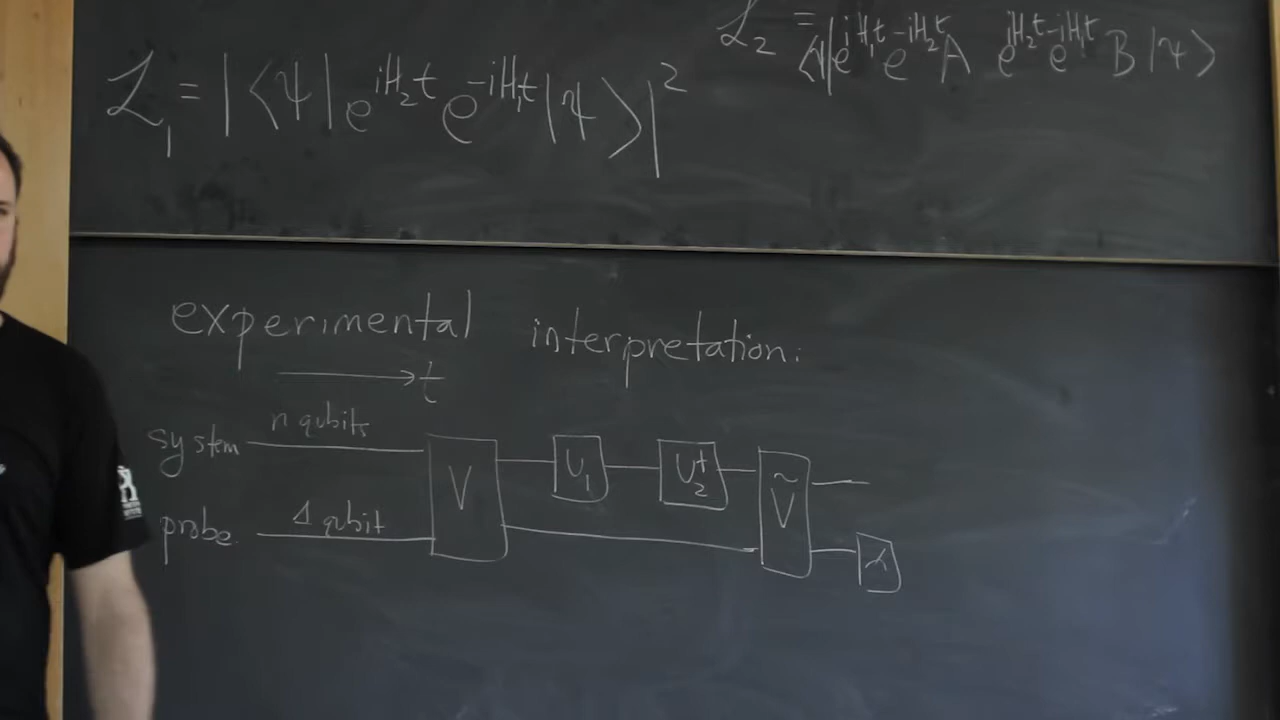 ℒ₁ = |⟨ψ| e^{iH₂t} e^{-iH₁t} |ψ⟩|²
ℒ₂ = ⟨ψ| e^{iH₁t} e^{-iH₂t} A e^{iH₂t} e^{-iH₁t} B |ψ⟩
experimental interpretation:
→ t
n qubits
system V U₁ U₂† Ṽ
1 qubit
probe